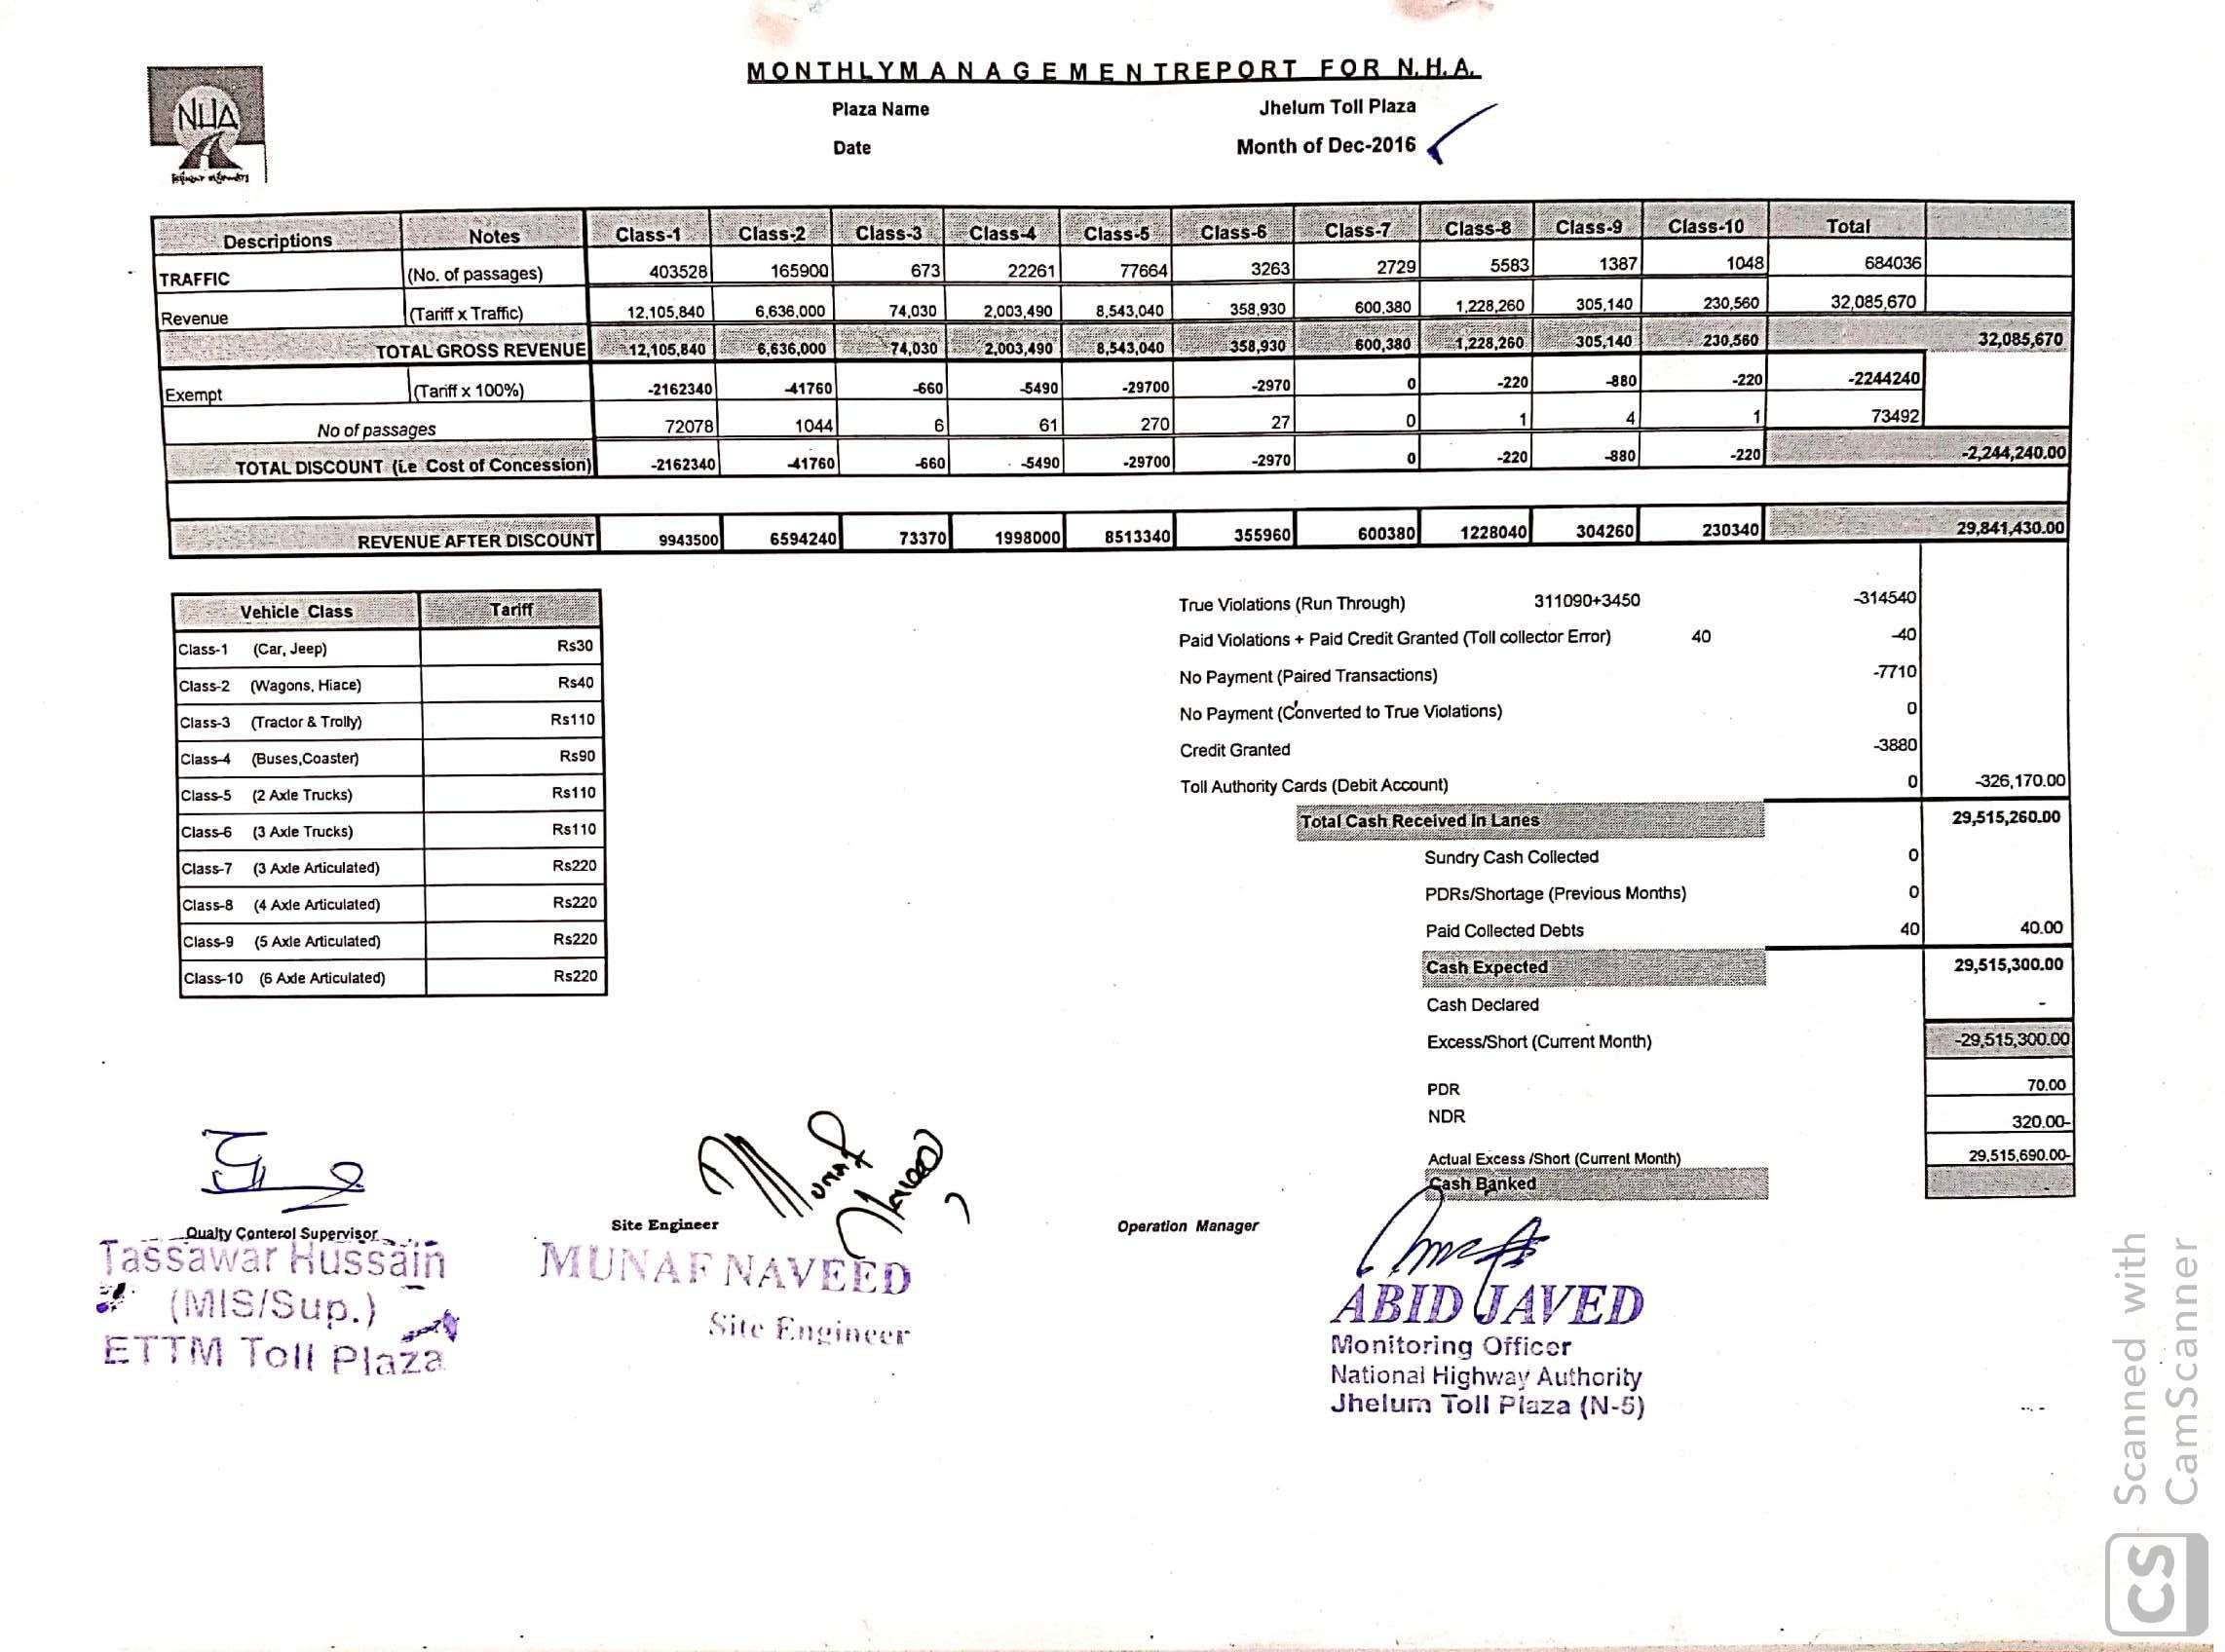 MONTHLYMANAGEMENTREPORT FOR N.H.A.
NHA
Plaza Name Jhelum Toll Plaza
Date Month of Dec-2016
Descriptions Notes Class-1 Class-2 Class-3 Class-4 Class-5 Class-6 Class-7 Class-8 Class-9 Class-10 Total
TRAFFIC (No. of passages) 403528 165900 673 22261 77664 3263 2729 5583 1387 1048 684036
Revenue (Tariff x Traffic) 12,105,840 6,636,000 74,030 2,003,490 8,543,040 358,930 600,380 1,228,260 305,140 230,560 32,085,670
TOTAL GROSS REVENUE 12,105,840 6,636,000 74,030 2,003,490 8,543,040 358,930 600,380 1,228,260 305,140 230,560 32,085,670
Exempt (Tariff x 100%) -2162340 -41760 -660 -5490 -29700 -2970 0 -220 -880 -220 -2244240
No of passages 72078 1044 6 61 270 27 0 1 4 1 73492
TOTAL DISCOUNT (i.e Cost of Concession) -2162340 -41760 -660 -5490 -29700 -2970 0 -220 -880 -220 -2,244,240.00
REVENUE AFTER DISCOUNT 9943500 6594240 73370 1998000 8513340 355960 600380 1228040 304260 230340 29,841,430.00
Vehicle Class Tariff
Class-1 (Car, Jeep) Rs30
Class-2 (Wagons, Hiace) Rs40
Class-3 (Tractor & Trolly) Rs110
Class-4 (Buses,Coaster) Rs90
Class-5 (2 Axle Trucks) Rs110
Class-6 (3 Axle Trucks) Rs110
Class-7 (3 Axle Articulated) Rs220
Class-8 (4 Axle Articulated) Rs220
Class-9 (5 Axle Articulated) Rs220
Class-10 (6 Axle Articulated) Rs220
True Violations (Run Through) 311090+3450 -314540
Paid Violations + Paid Credit Granted (Toll collector Error) 40 -40
No Payment (Paired Transactions) -7710
No Payment (Converted to True Violations) 0
Credit Granted -3880
Toll Authority Cards (Debit Account) 0 -326,170.00
Total Cash Received in Lanes 29,515,260.00
Sundry Cash Collected 0
PDRs/Shortage (Previous Months) 0
Paid Collected Debts 40 40.00
Cash Expected 29,515,300.00
Cash Declared -
Excess/Short (Current Month) -29,515,300.00
PDR 70.00
NDR 320.00-
Actual Excess /Short (Current Month) 29.515,690.00-
Cash Banked
Munaf
Naveed
Qualty Conterol Supervisor Site Engineer Operation Manager
Tassawar Hussain
(MIS/Sup.)
ETTM Toll Plaza
MUNAF NAVEED
Site Engineer
ABID JAVED
Monitoring Officer
National Highway Authority
Jhelum Toll Plaza (N-5)
CS Scanned with
CamScanner